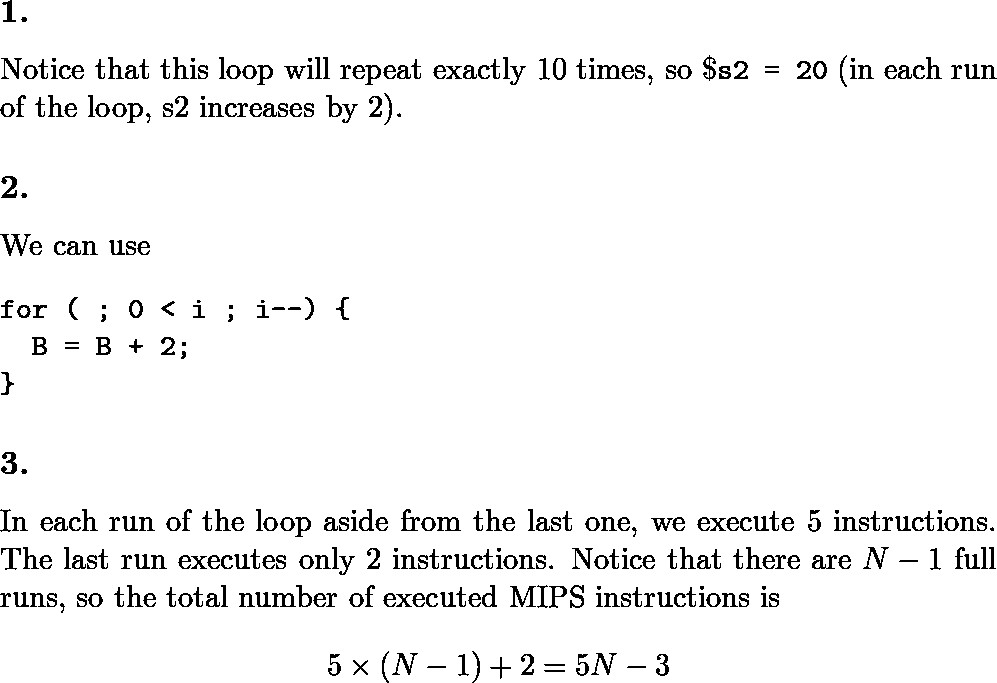 1.
Notice that this loop will repeat exactly 10 times, so $s2 = 20 (in each run
of the loop, s2 increases by 2).
2.
We can use
for ( ; 0 < i ; i--) {
  B = B + 2;
}
3.
In each run of the loop aside from the last one, we execute 5 instructions.
The last run executes only 2 instructions. Notice that there are N − 1 full
runs, so the total number of executed MIPS instructions is
5 × (N − 1) + 2 = 5N − 3